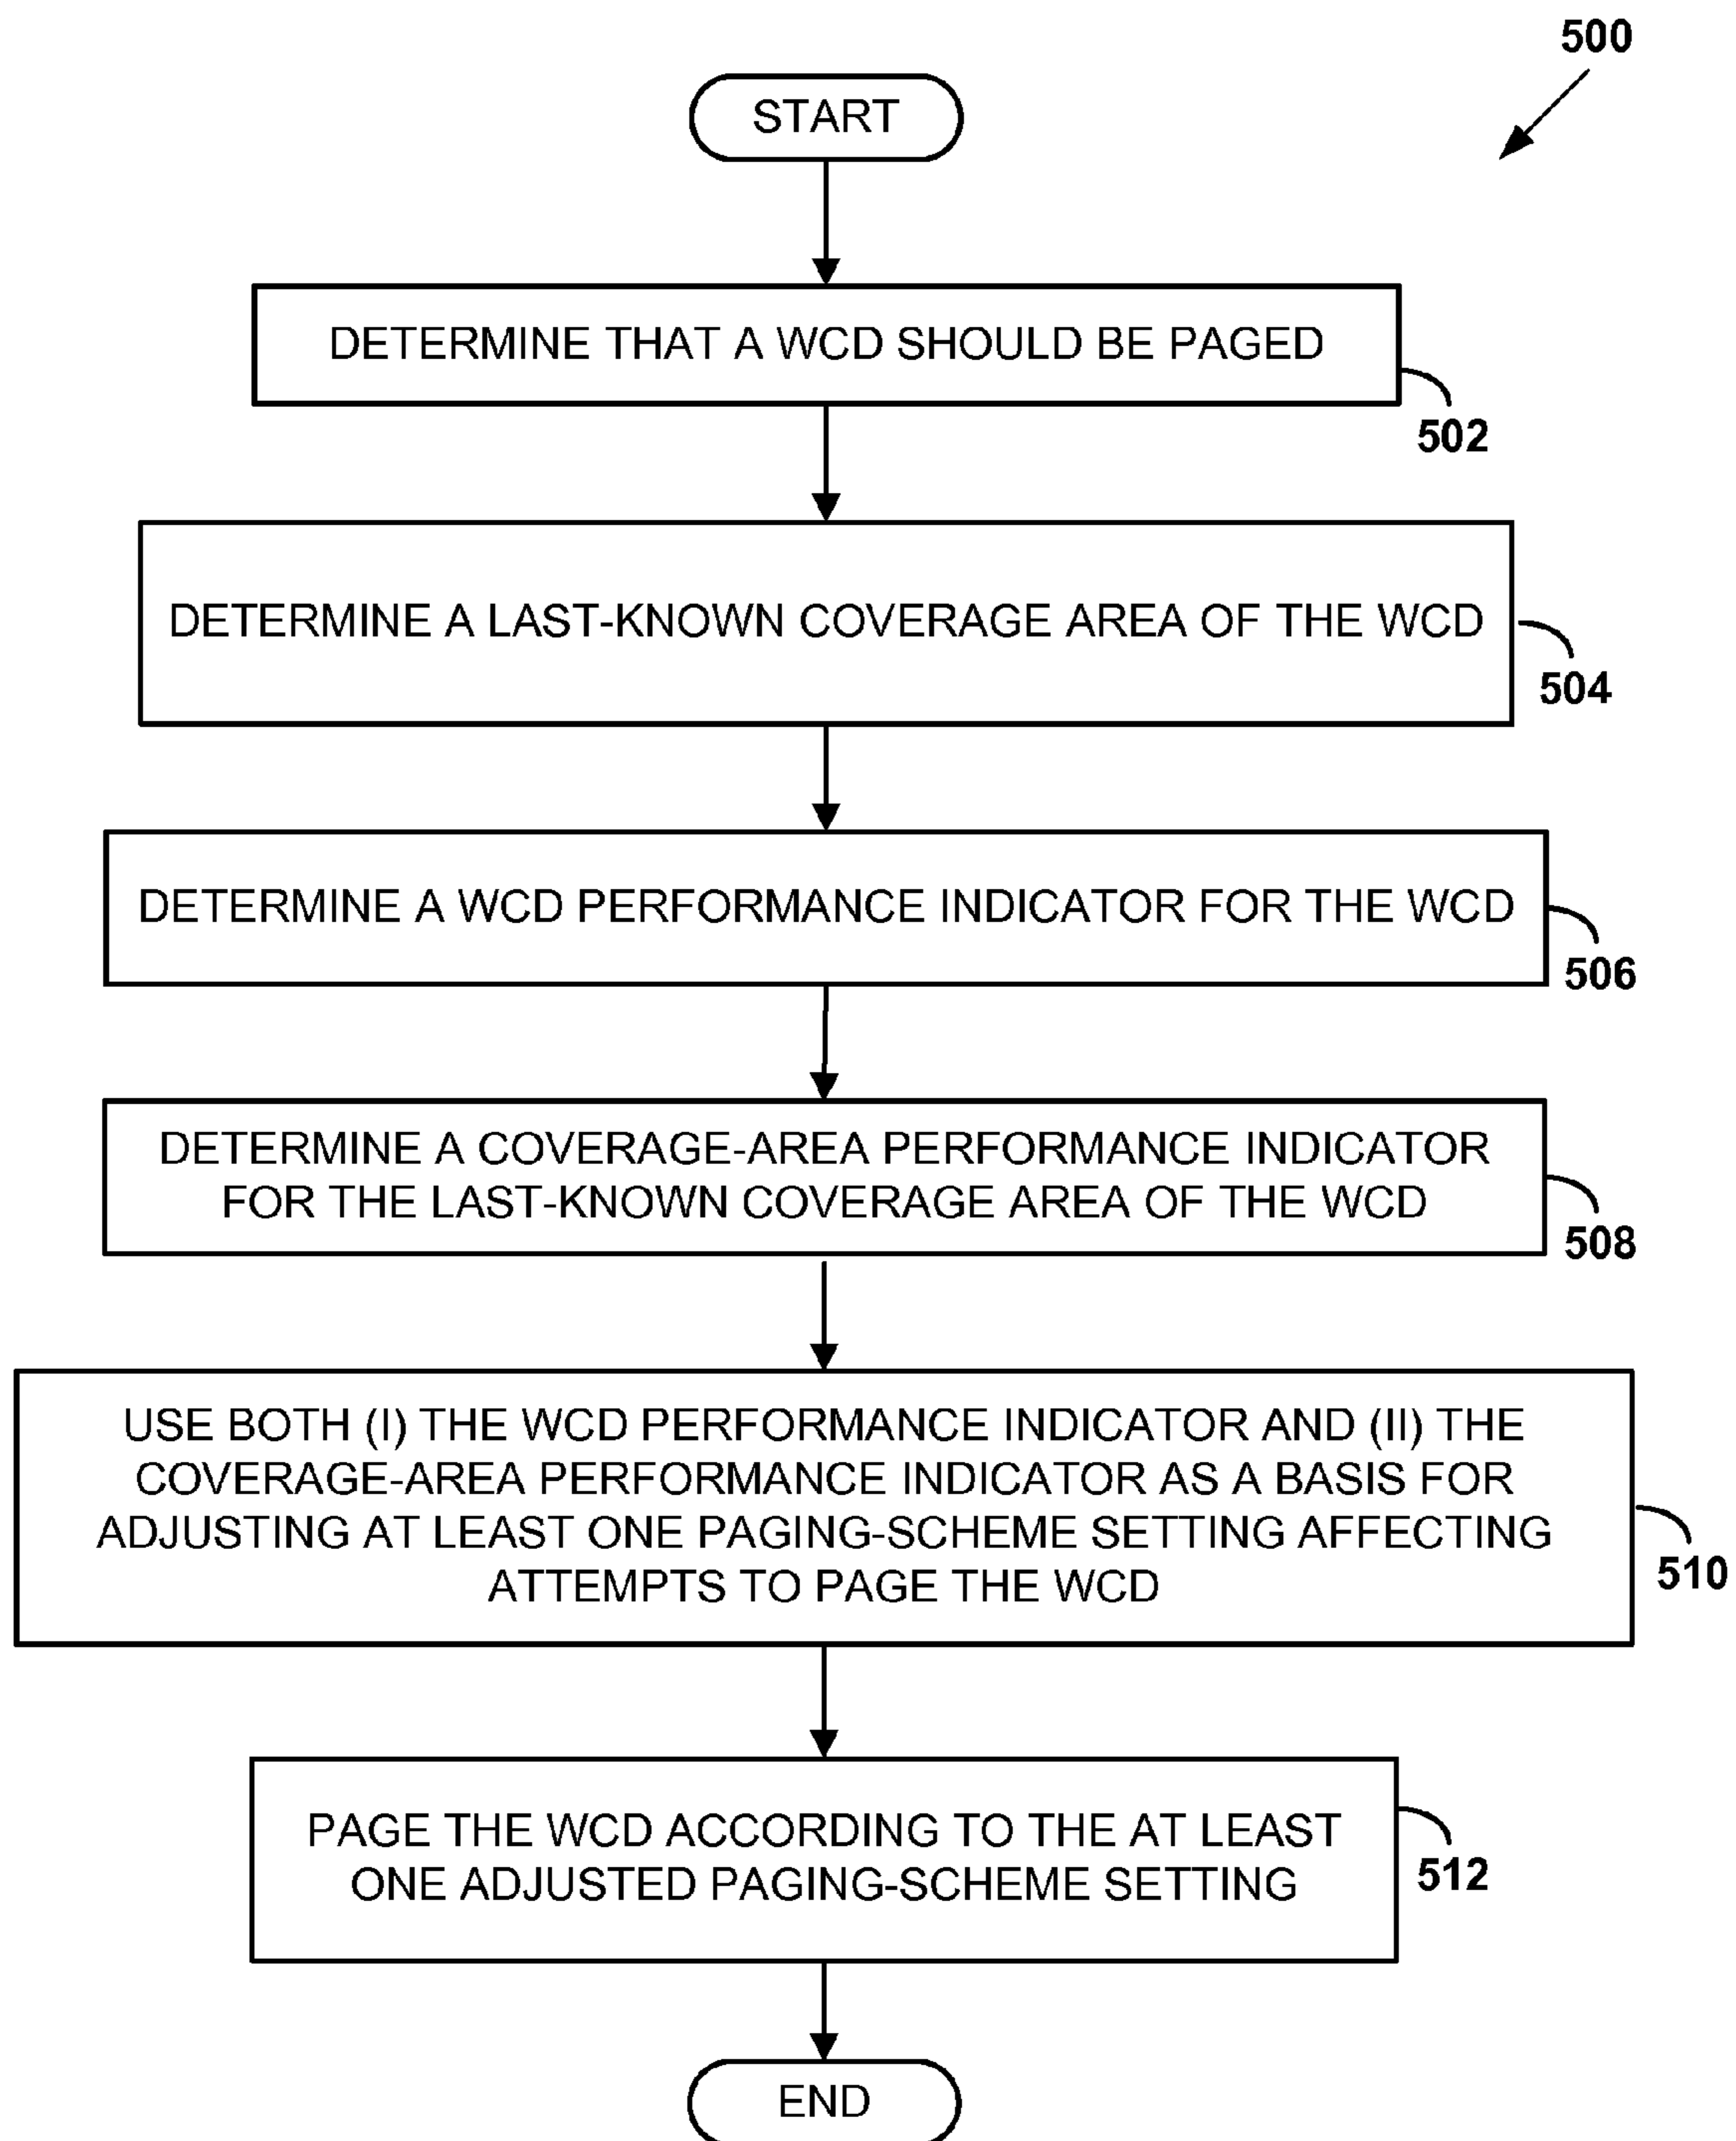 500
START
DETERMINE THAT A WCD SHOULD BE PAGED
502
DETERMINE A LAST-KNOWN COVERAGE AREA OF THE WCD
504
DETERMINE A WCD PERFORMANCE INDICATOR FOR THE WCD
506
DETERMINE A COVERAGE-AREA PERFORMANCE INDICATOR
FOR THE LAST-KNOWN COVERAGE AREA OF THE WCD
508
USE BOTH (I) THE WCD PERFORMANCE INDICATOR AND (II) THE
COVERAGE-AREA PERFORMANCE INDICATOR AS A BASIS FOR
ADJUSTING AT LEAST ONE PAGING-SCHEME SETTING AFFECTING
ATTEMPTS TO PAGE THE WCD
510
PAGE THE WCD ACCORDING TO THE AT LEAST
ONE ADJUSTED PAGING-SCHEME SETTING
512
END